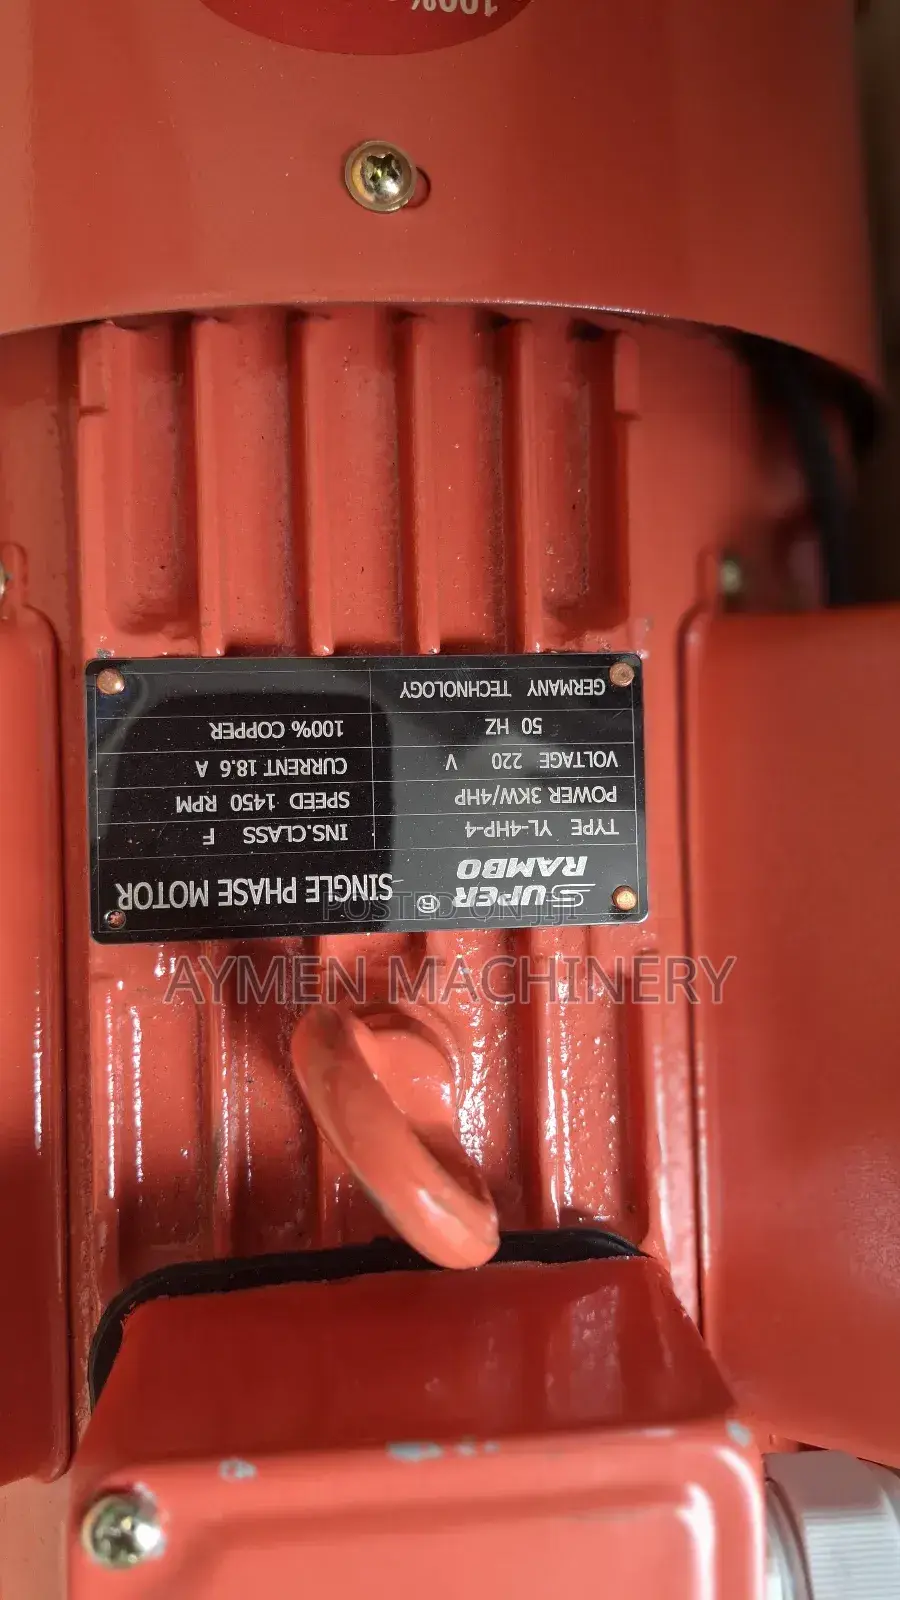 SUPER RAMBO ® SINGLE PHASE MOTOR
TYPE YL-4HP-4 INS.CLASS F
POWER 3KW/4HP SPEED 1450 RPM
VOLTAGE 220 V CURRENT 18.6 A
50 HZ 100% COPPER
GERMANY TECHNOLOGY
100%
POSTED ON JIJI
AYMEN MACHINERY